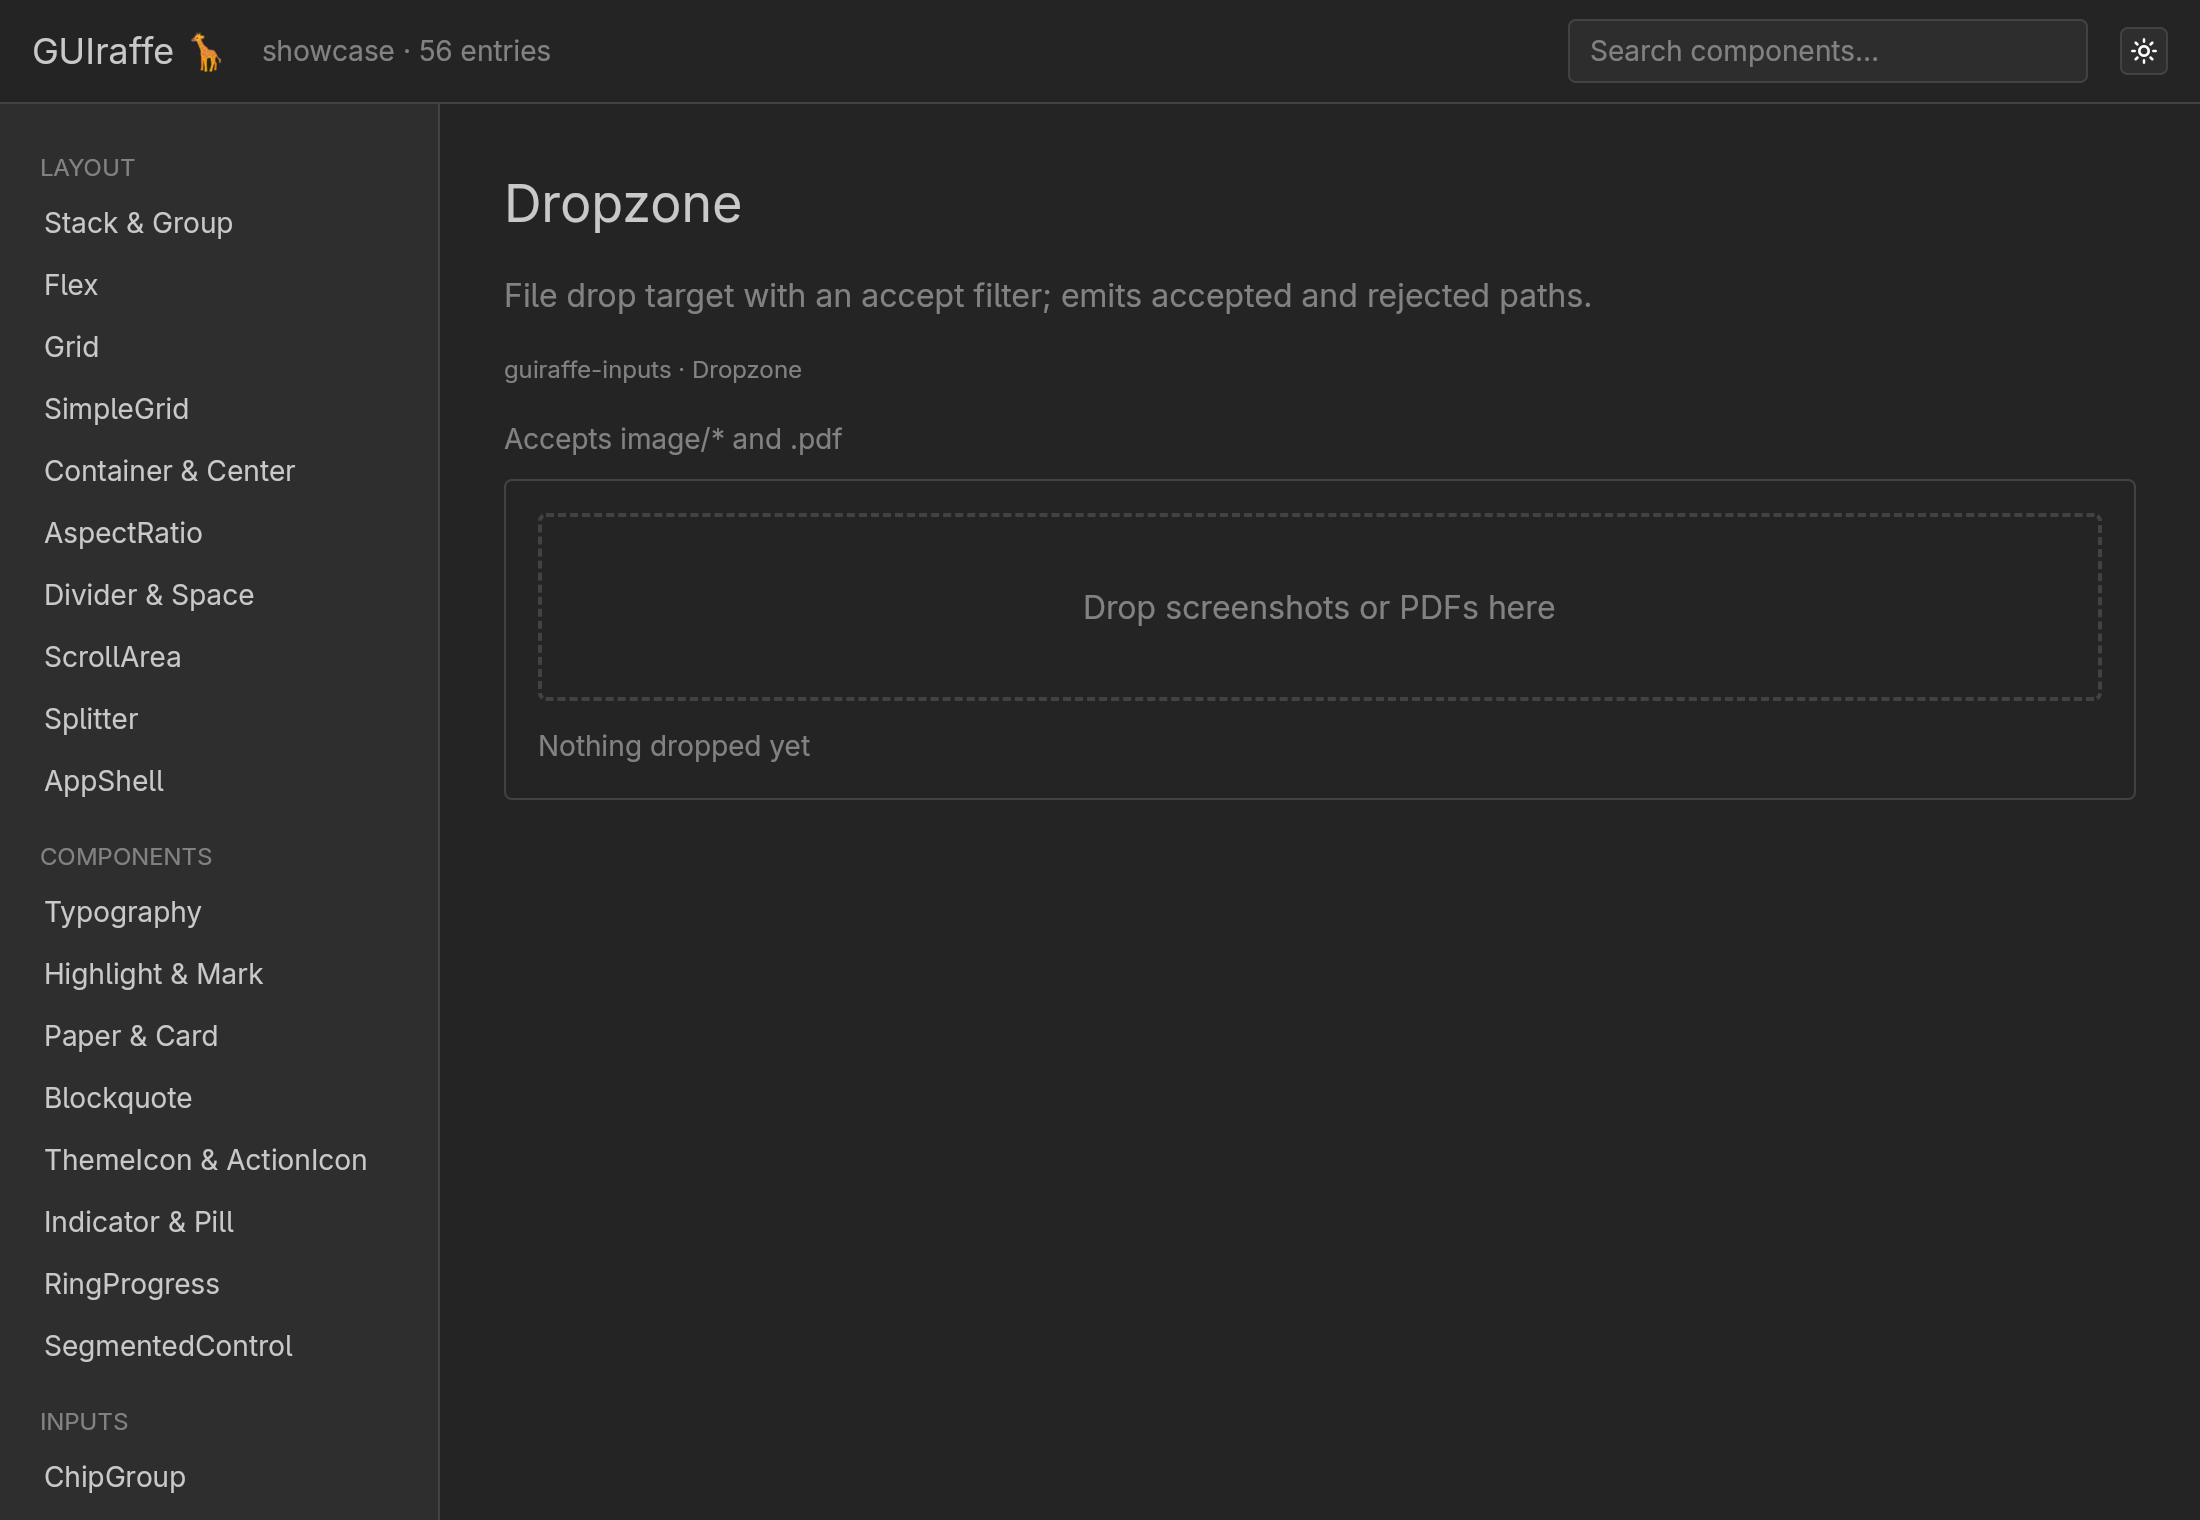 GUIraffe 🦒 showcase · 56 entries
Search components...
LAYOUT
Stack & Group
Flex
Grid
SimpleGrid
Container & Center
AspectRatio
Divider & Space
ScrollArea
Splitter
AppShell
COMPONENTS
Typography
Highlight & Mark
Paper & Card
Blockquote
ThemeIcon & ActionIcon
Indicator & Pill
RingProgress
SegmentedControl
INPUTS
ChipGroup
Dropzone
File drop target with an accept filter; emits accepted and rejected paths.
guiraffe-inputs · Dropzone
Accepts image/* and .pdf
Drop screenshots or PDFs here
Nothing dropped yet